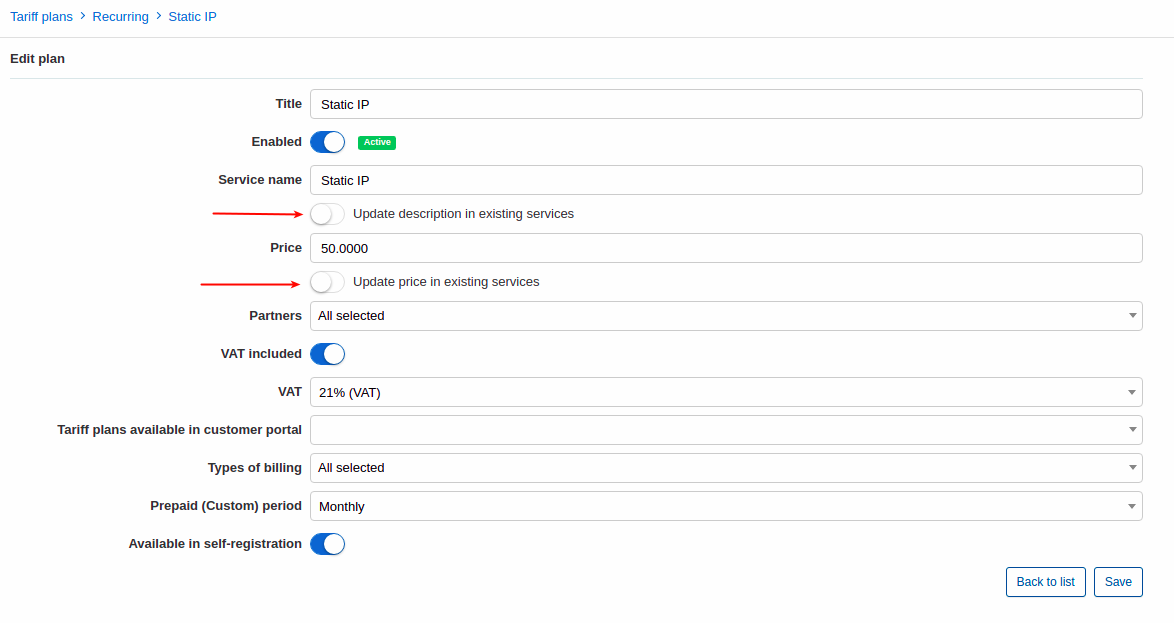 Tariff plans > Recurring > Static IP
Edit plan
Title Static IP
Enabled Active
Service name Static IP
Update description in existing services
Price 50.0000
Update price in existing services
Partners All selected
VAT included
VAT 21% (VAT)
Tariff plans available in customer portal
Types of billing All selected
Prepaid (Custom) period Monthly
Available in self-registration
Back to list Save